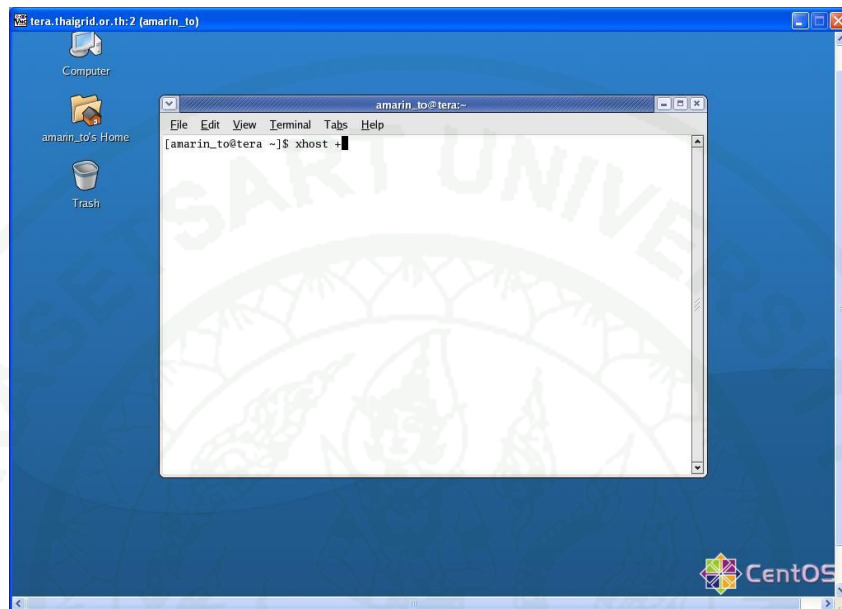 tera.thaigrid.or.th:2 (amarin_to)
Computer
amarin_to's Home
Trash
amarin_to@tera:~
File Edit View Terminal Tabs Help
[amarin_to@tera ~]$ xhost +
CentOS